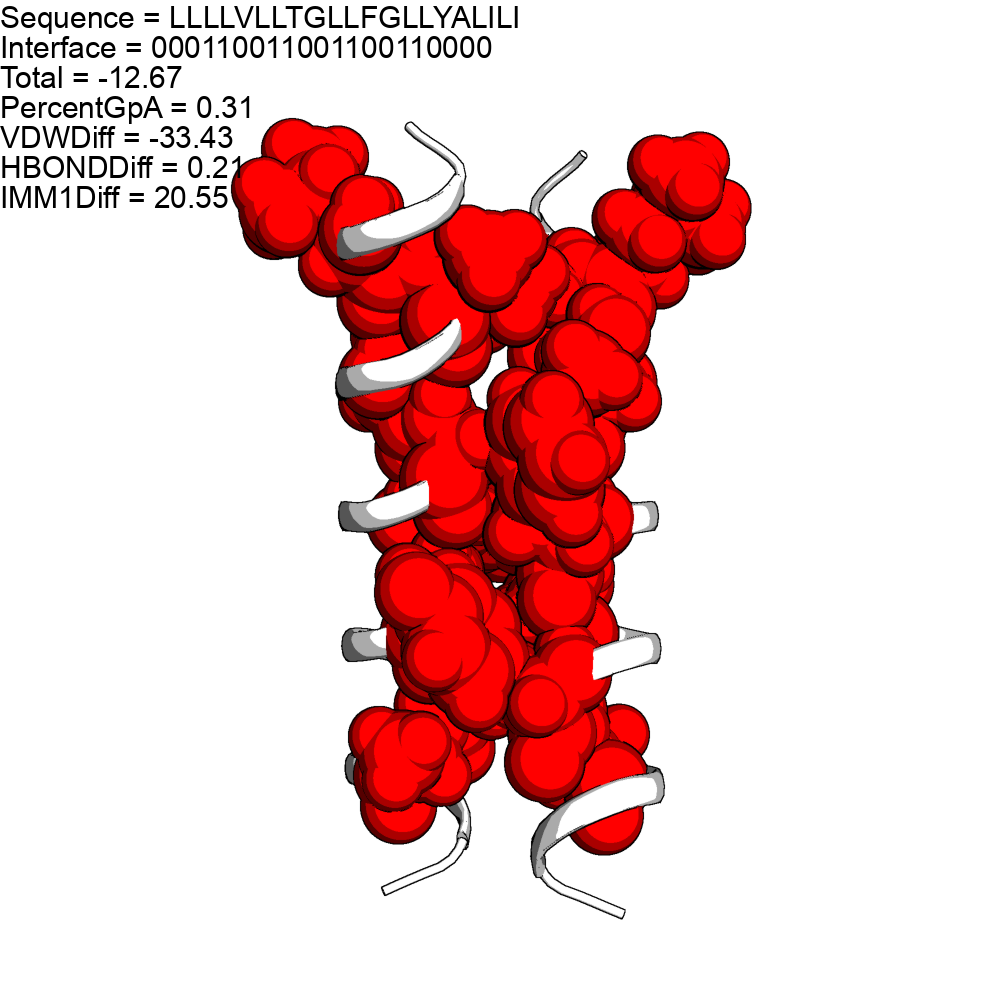 Sequence = LLLLVLLTGLLFGLLYALILI
Interface = 000110011001100110000
Total = -12.67
PercentGpA = 0.31
VDWDiff = -33.43
HBONDDiff = 0.21
IMM1Diff = 20.55